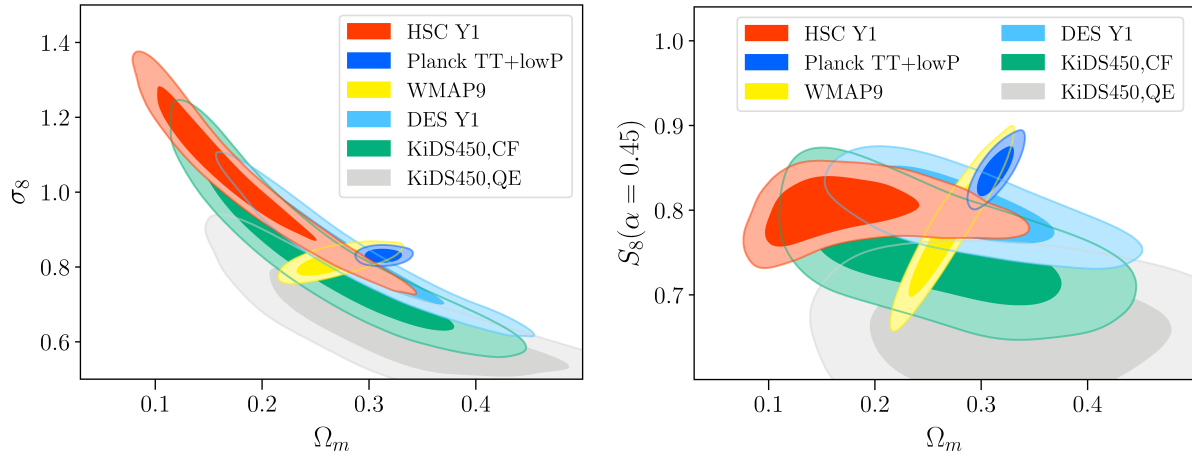 HSC Y1
Planck TT+lowP
WMAP9
DES Y1
KiDS450,CF
KiDS450,QE
1.4
1.2
1.0
0.8
0.6
σ8
0.1 0.2 0.3 0.4
Ωm
HSC Y1 DES Y1
Planck TT+lowP KiDS450,CF
WMAP9 KiDS450,QE
1.0
0.9
0.8
0.7
S8(α = 0.45)
0.1 0.2 0.3 0.4
Ωm